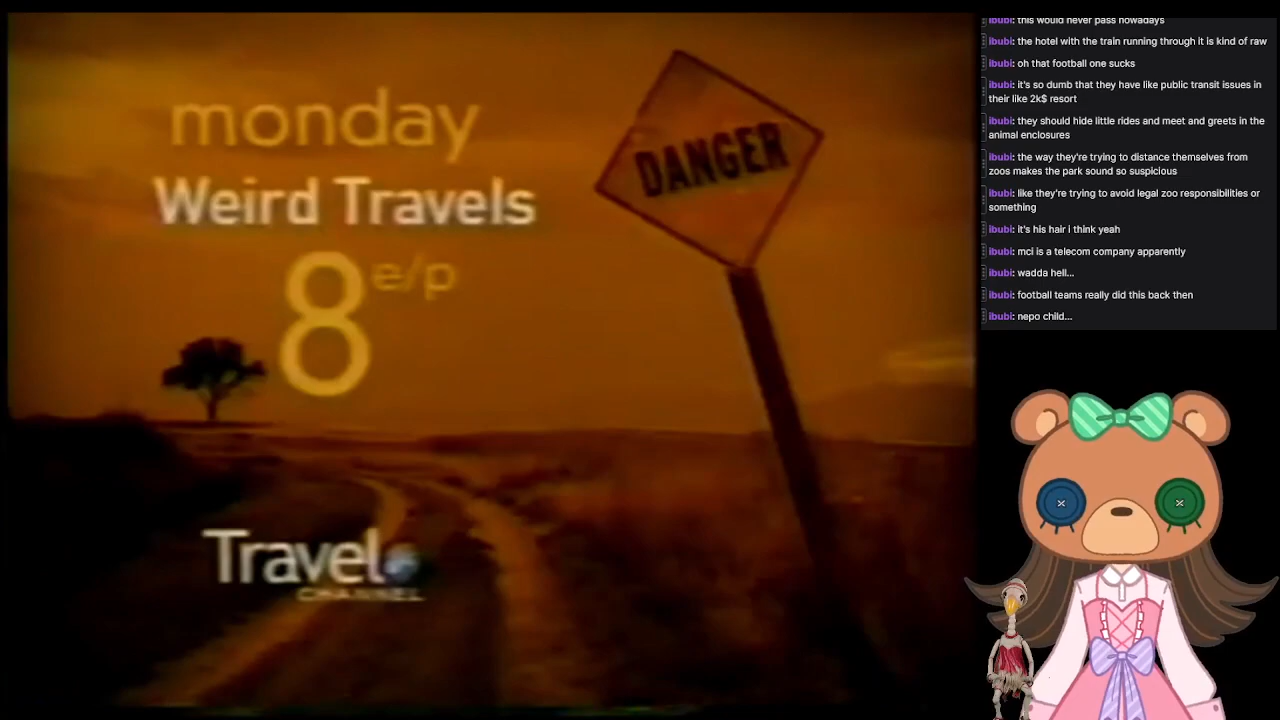 monday
Weird Travels
8 e/p
DANGER
Travel
CHANNEL
ibubi: this would never pass nowadays
ibubi: the hotel with the train running through it is kind of raw
ibubi: oh that football one sucks
ibubi: it's so dumb that they have like public transit issues in
their like 2k$ resort
ibubi: they should hide little rides and meet and greets in the
animal enclosures
ibubi: the way they're trying to distance themselves from
zoos makes the park sound so suspicious
ibubi: like they're trying to avoid legal zoo responsibilities or
something
ibubi: it's his hair i think yeah
ibubi: mci is a telecom company apparently
ibubi: wadda hell...
ibubi: football teams really did this back then
ibubi: nepo child...